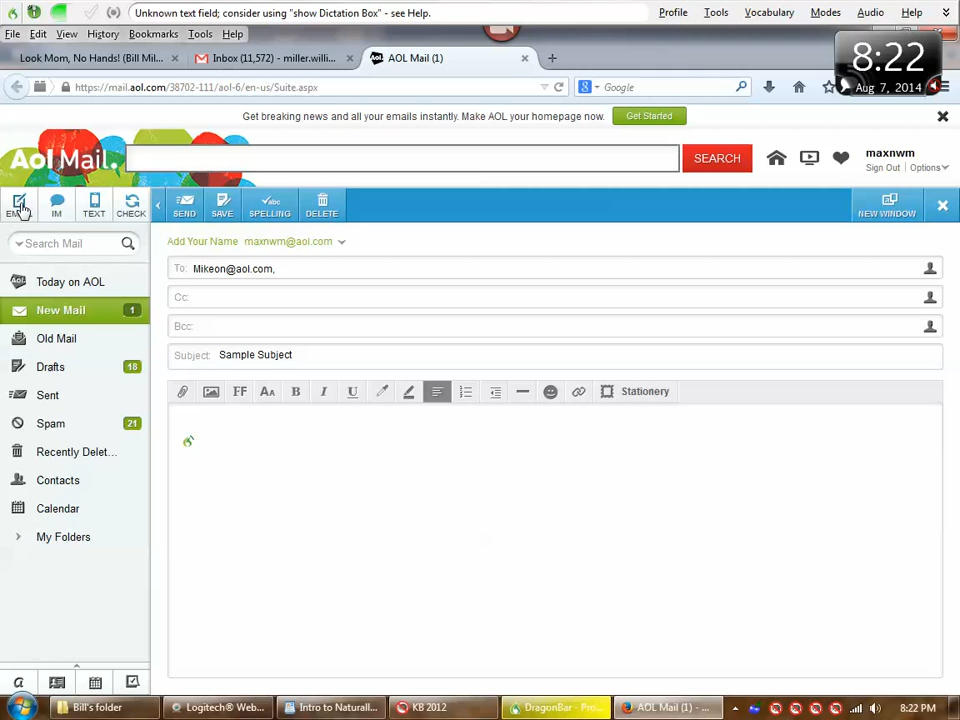 Unknown text field; consider using "show Dictation Box" - see Help.
Profile Tools Vocabulary Modes Audio Help
File Edit View History Bookmarks Tools Help
Look Mom, No Hands! (Bill Mil...
Inbox (11,572) - miller.willi...
AOL Mail (1)
8:22
Aug 7, 2014
https://mail.aol.com/38702-111/aol-6/en-us/Suite.aspx
Google
Get breaking news and all your emails instantly. Make AOL your homepage now.
Get Started
Aol Mail.
SEARCH
maxnwm
Sign Out Options
IM TEXT CHECK SEND SAVE SPELLING DELETE NEW WINDOW
abc
Search Mail
Add Your Name maxnwm@aol.com
To: Mikeon@aol.com,
Cc:
Bcc:
Subject: Sample Subject
FF AA B I U Stationery
Today on AOL
New Mail 1
Old Mail
Drafts 18
Sent
Spam 21
Recently Delet...
Contacts
Calendar
My Folders
a
Bill's folder
Logitech® Web...
Intro to Naturall...
KB 2012
DragonBar - Pro...
AOL Mail (1) - ...
8:22 PM